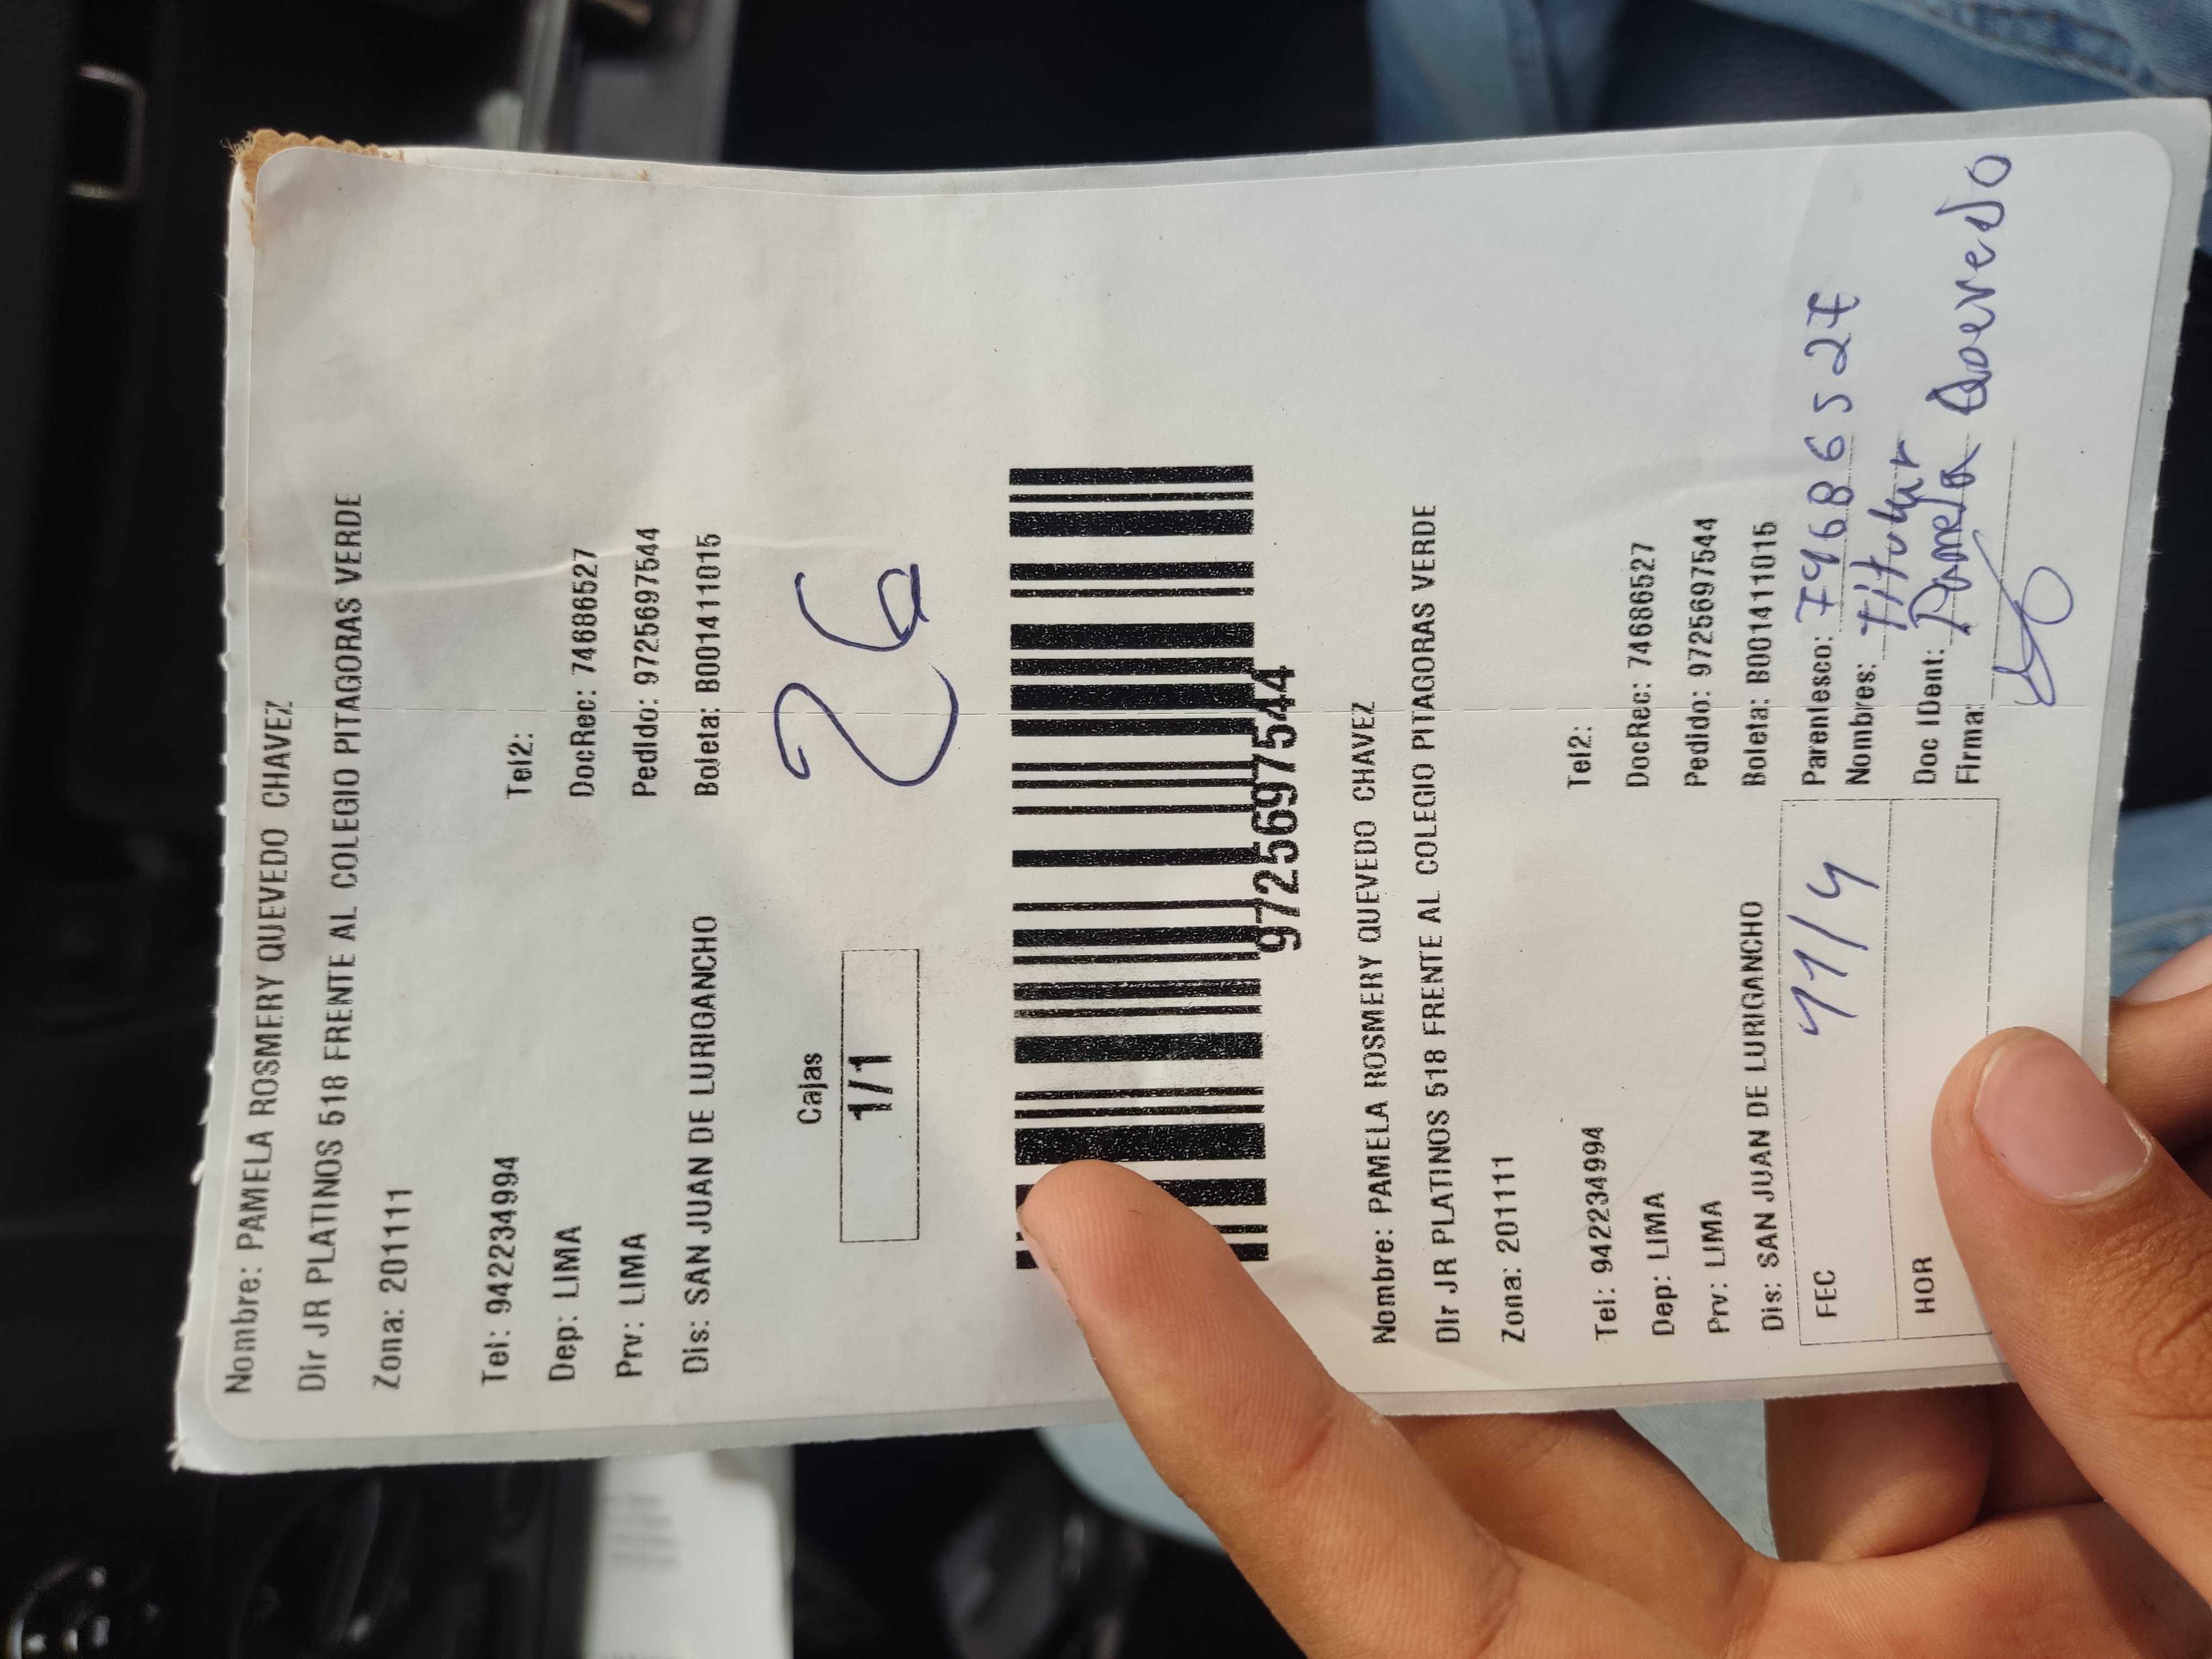 Nombre: PAMELA ROSMERY QUEVEDO CHAVEZ
Dir JR PLATINOS 518 FRENTE AL COLEGIO PITAGORAS VERDE
Zona: 201111
Tel: 942234994 Tel2:
Dep: LIMA DocRec: 74686527
Prv: LIMA Pedido: 9725697544
Dis: SAN JUAN DE LURIGANCHO Boleta: B001411015
Cajas
1/1 26
9725697544
Nombre: PAMELA ROSMERY QUEVEDO CHAVEZ
Dir JR PLATINOS 518 FRENTE AL COLEGIO PITAGORAS VERDE
Zona: 201111
Tel: 942234994 Tel2:
Dep: LIMA DocRec: 74686527
Prv: LIMA Pedido: 9725697544
Dis: SAN JUAN DE LURIGANCHO Boleta: B001411015
FEC 11/4 Parentesco: 74686527
Nombres: titular
HOR Doc IDent: Pamela Quevedo
Firma: